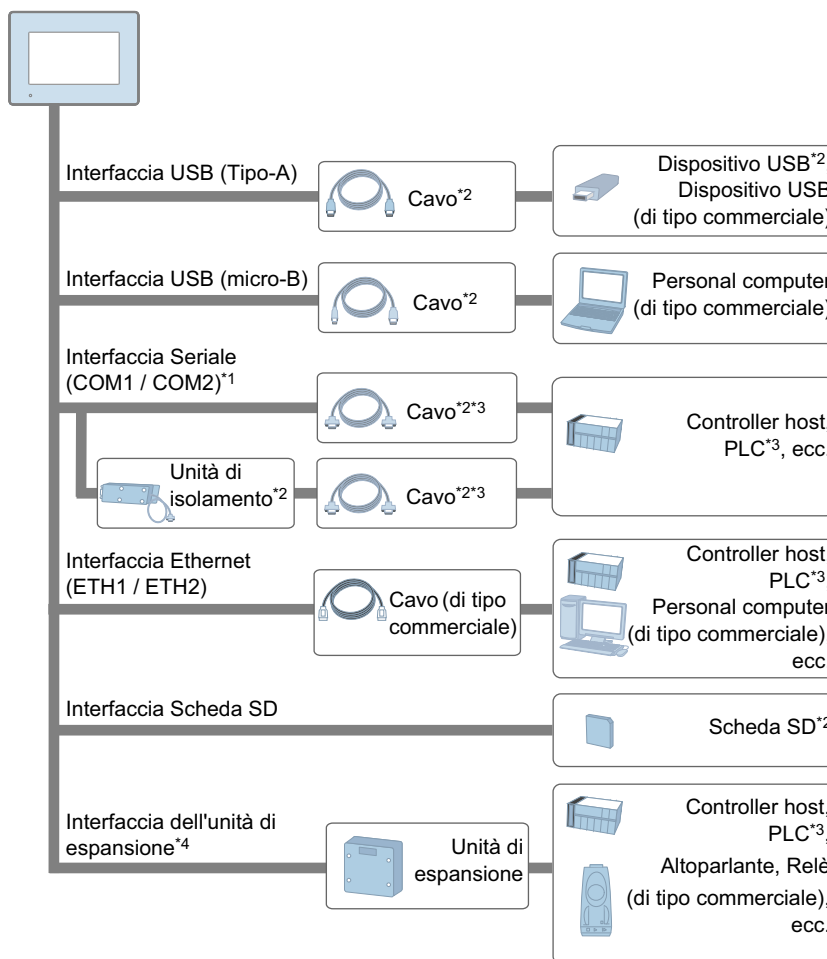 Interfaccia USB (Tipo-A)
Cavo*2
Dispositivo USB*2
Dispositivo USB
(di tipo commerciale)
Interfaccia USB (micro-B)
Cavo*2
Personal computer
(di tipo commerciale)
Interfaccia Seriale
(COM1 / COM2)*1
Cavo*2*3
Controller host,
PLC*3, ecc.
Unità di
isolamento*2
Cavo*2*3
Interfaccia Ethernet
(ETH1 / ETH2)
Cavo (di tipo
commerciale)
Controller host
PLC*3
Personal computer
(di tipo commerciale)
ecc
Interfaccia Scheda SD
Scheda SD*2
Interfaccia dell'unità di
espansione*4
Unità di
espansione
Controller host,
PLC*3,
Altoparlante, Relè
(di tipo commerciale),
ecc.